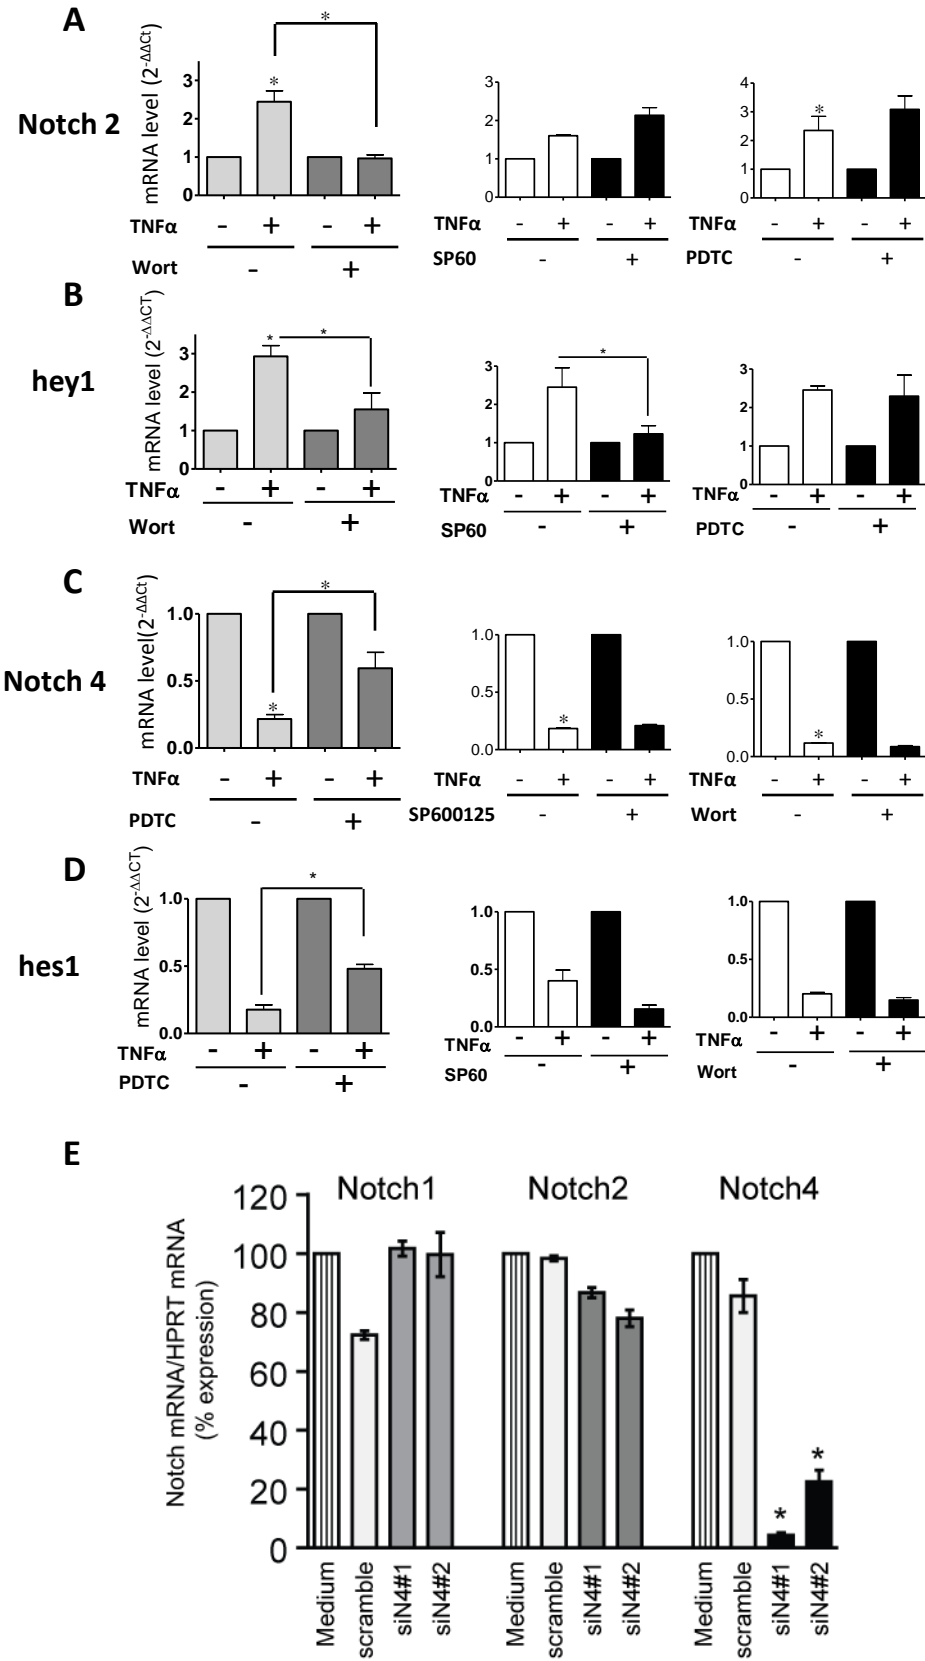 A
Notch 2
mRNA level (2-ΔΔCt)
*
*
3
2
1
0
TNFα - + - +
Wort - +
3
2
1
0
TNFα - + - +
SP60 - +
*
4
3
2
1
0
TNFα - + - +
PDTC - +
B
hey1
mRNA level (2-ΔΔCT)
* *
3
2
1
0
TNFα - + - +
Wort - +
*
3
2
1
0
TNFα - + - +
SP60 - +
3
2
1
0
TNFα - + - +
PDTC - +
C
Notch 4
mRNA level(2-ΔΔCt)
*
1.0
0.5
0.0
*
TNFα - + - +
PDTC - +
1.0
0.5
0.0
*
TNFα - + - +
SP600125 - +
1.0
0.5
0.0
*
TNFα - + - +
Wort - +
D
hes1
mRNA level (2-ΔΔCT)
*
1.0
0.5
0.0
TNFα - + - +
PDTC - +
1.0
0.5
0.0
TNFα - + - +
SP60 - +
1.0
0.5
0.0
TNFα - + - +
Wort - +
E
Notch mRNA/HPRT mRNA
(% expression)
120
100
80
60
40
20
0
Notch1 Notch2 Notch4
* *
Medium scramble siN4#1 siN4#2 Medium scramble siN4#1 siN4#2 Medium scramble siN4#1 siN4#2